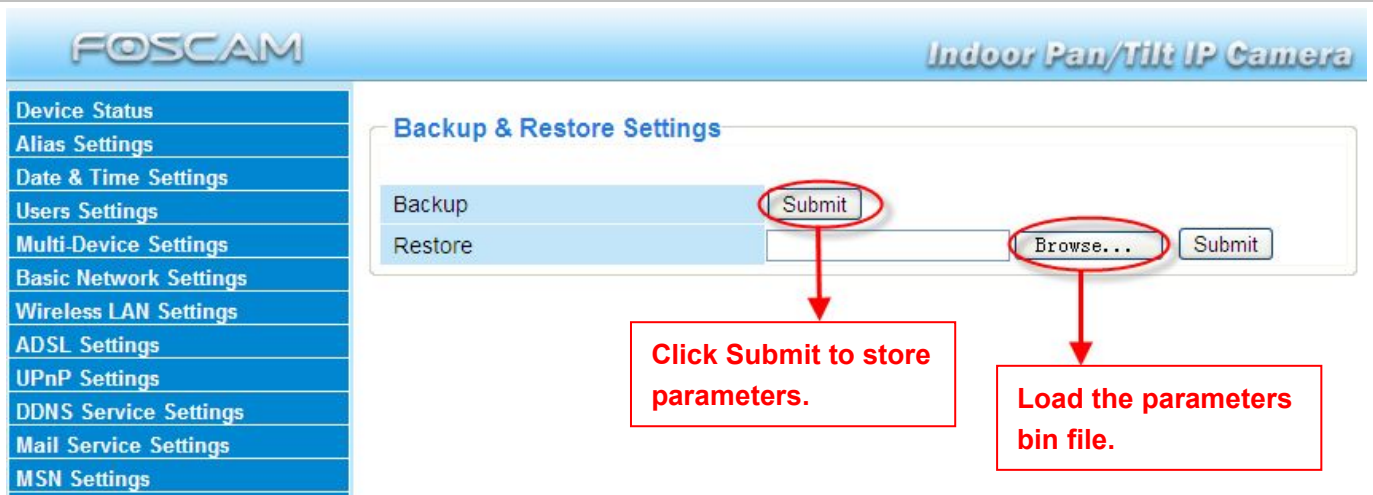 FOSCAM
Indoor Pan/Tilt IP Camera
Device Status
Alias Settings
Date & Time Settings
Users Settings
Multi-Device Settings
Basic Network Settings
Wireless LAN Settings
ADSL Settings
UPnP Settings
DDNS Service Settings
Mail Service Settings
MSN Settings
Backup & Restore Settings
Backup Submit
Restore Browse... Submit
Click Submit to store
parameters.
Load the parameters
bin file.